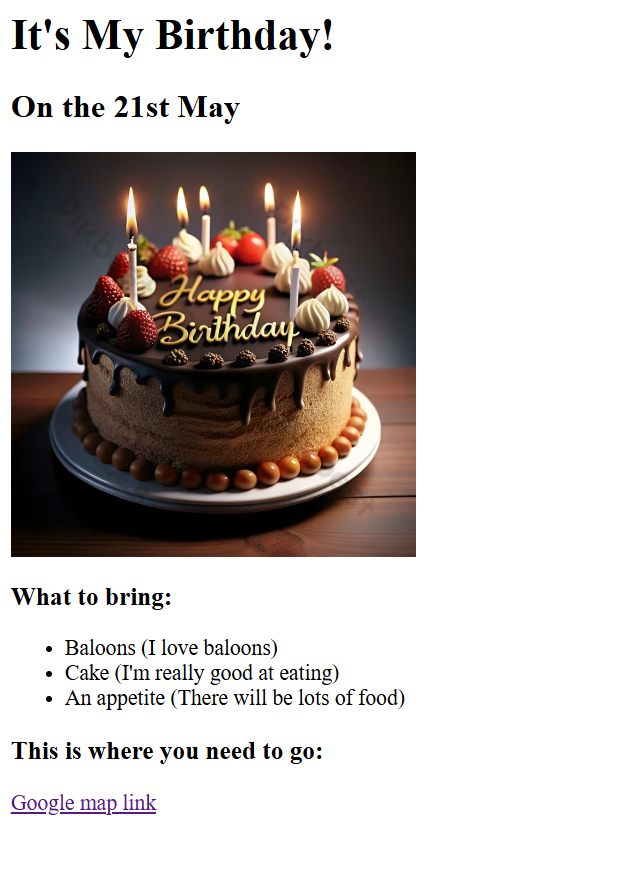 It's My Birthday!
On the 21st May
Happy
Birthday
What to bring:
Baloons (I love baloons)
Cake (I'm really good at eating)
An appetite (There will be lots of food)
This is where you need to go:
Google map link